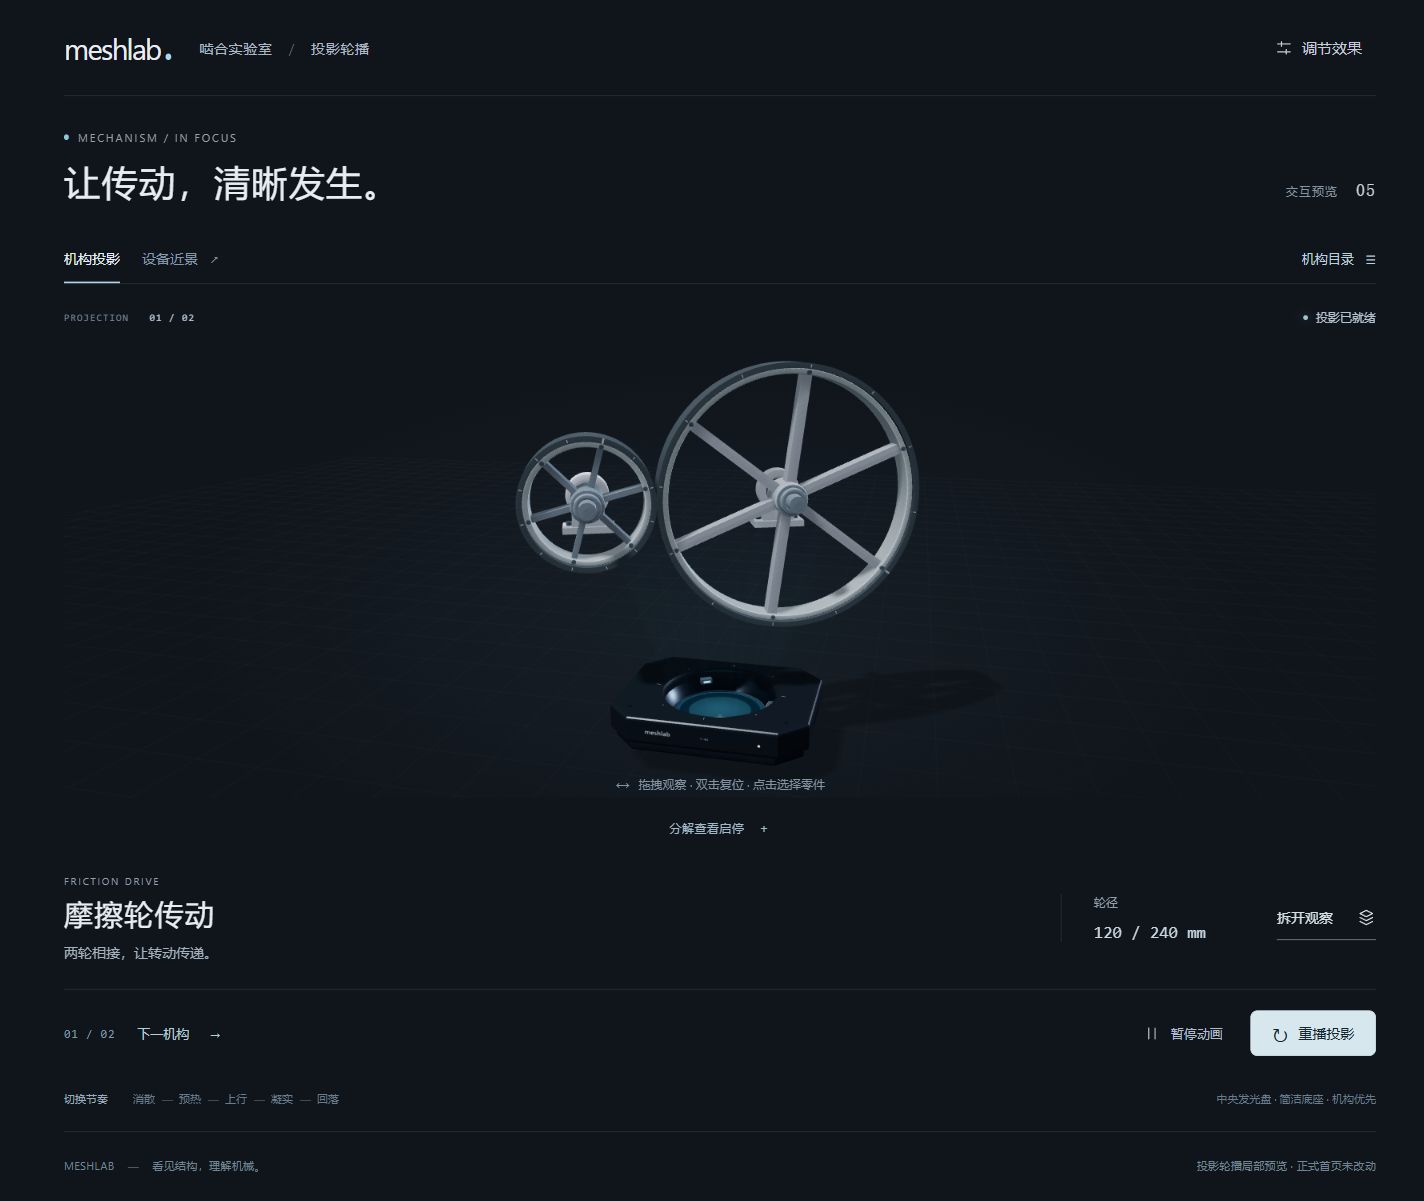 meshlab. 啮合实验室 / 投影轮播 调节效果
MECHANISM / IN FOCUS
让传动，清晰发生。
交互预览 05
机构投影 设备近景 ↗ 机构目录 ☰
PROJECTION 01 / 02 投影已就绪
meshlab
↔ 拖拽观察 · 双击复位 · 点击选择零件
分解查看启停 +
FRICTION DRIVE
摩擦轮传动
两轮相接，让转动传递。
轮径
120 / 240 mm
拆开观察
01 / 02 下一机构 → 暂停动画 重播投影
切换节奏 消散 — 预热 — 上行 — 凝实 — 回落 中央发光盘 · 简洁底座 · 机构优先
MESHLAB — 看见结构，理解机械。 投影轮播局部预览 · 正式首页未改动